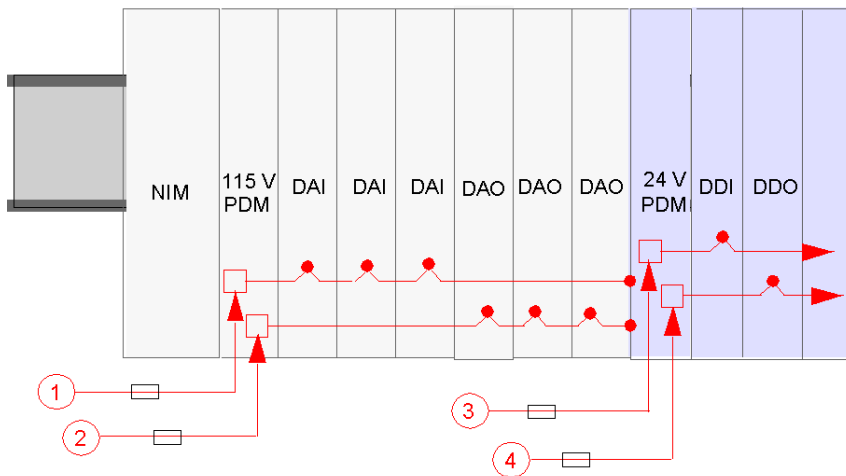 NIM
115 V
PDM
DAI
DAI
DAI
DAO
DAO
DAO
24 V
PDM
DDI
DDO
1
2
3
4